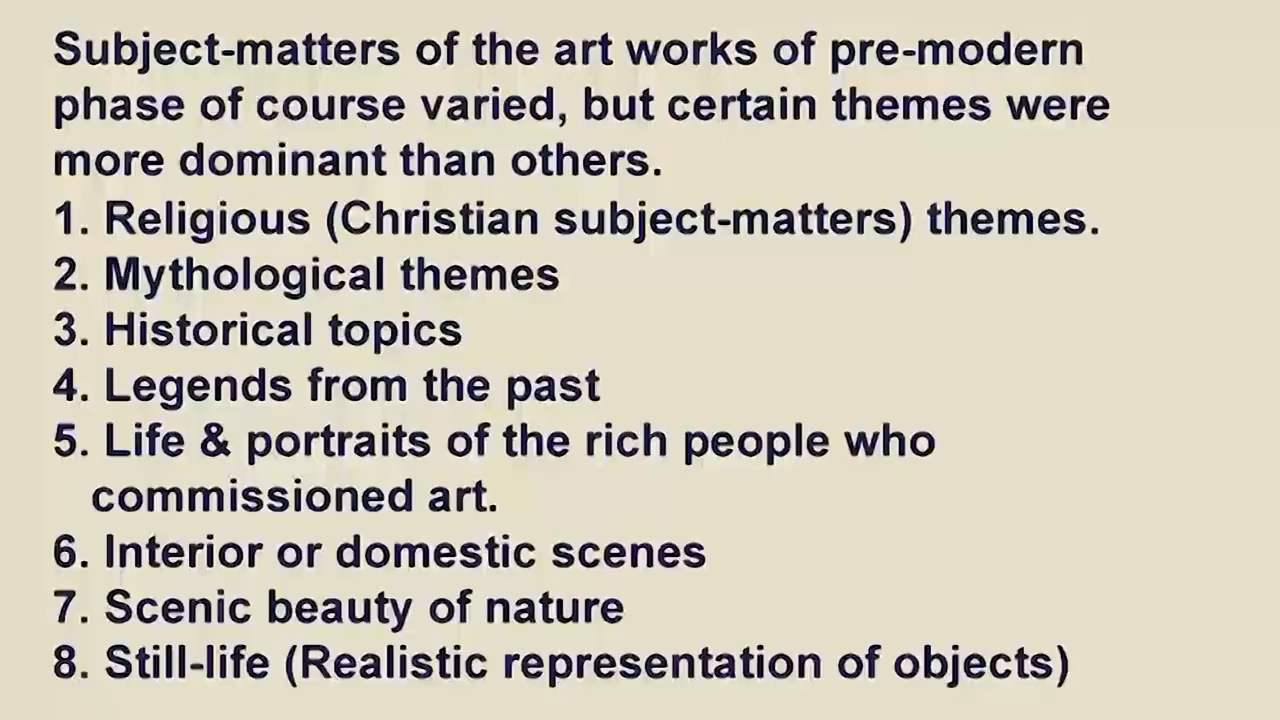 Subject-matters of the art works of pre-modern
phase of course varied, but certain themes were
more dominant than others.
1. Religious (Christian subject-matters) themes.
2. Mythological themes
3. Historical topics
4. Legends from the past
5. Life & portraits of the rich people who
commissioned art.
6. Interior or domestic scenes
7. Scenic beauty of nature
8. Still-life (Realistic representation of objects)